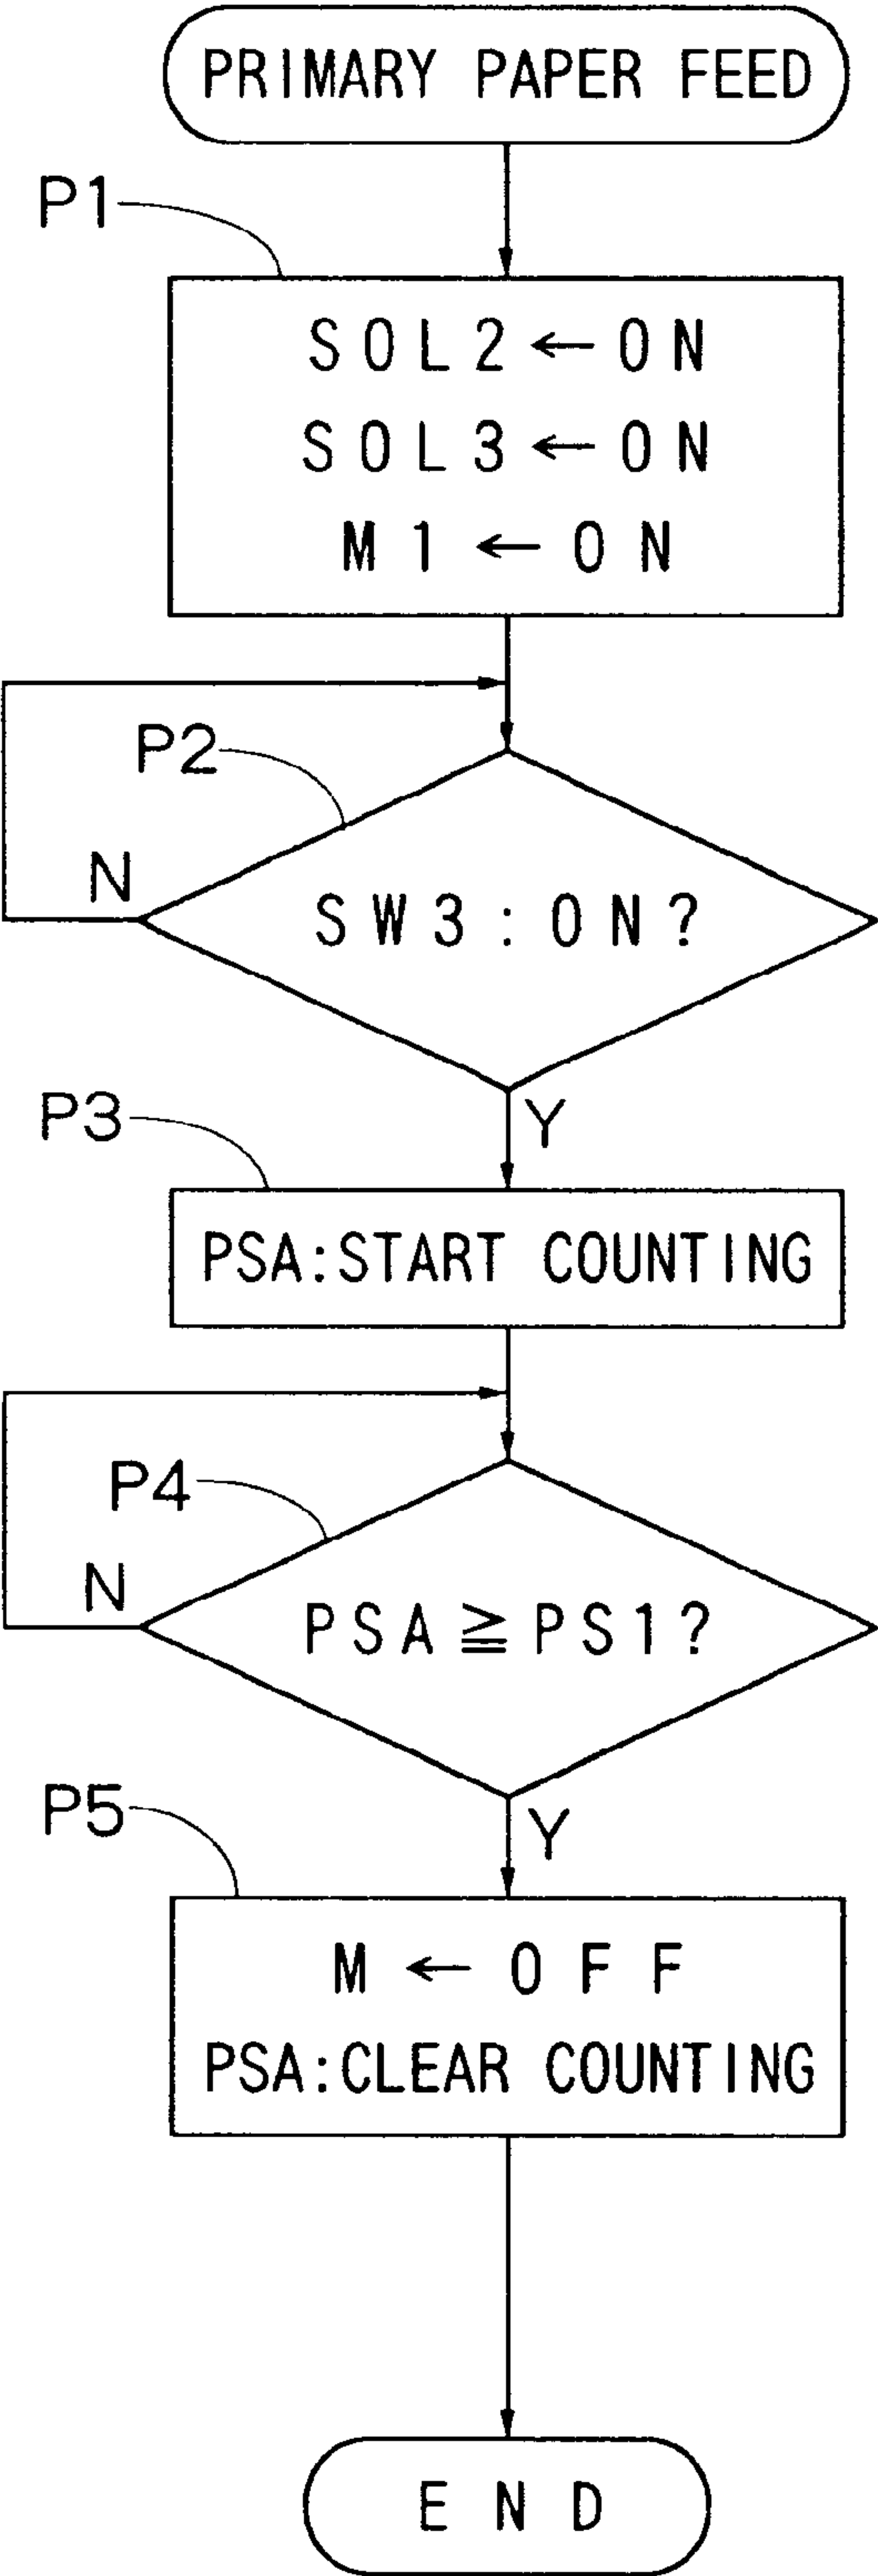 PRIMARY PAPER FEED
P1
SOL2←ON
SOL3←ON
M1←ON
P2
N
SW3:ON?
Y
P3
PSA:START COUNTING
P4
N
PSA≧PS1?
Y
P5
M←OFF
PSA:CLEAR COUNTING
END